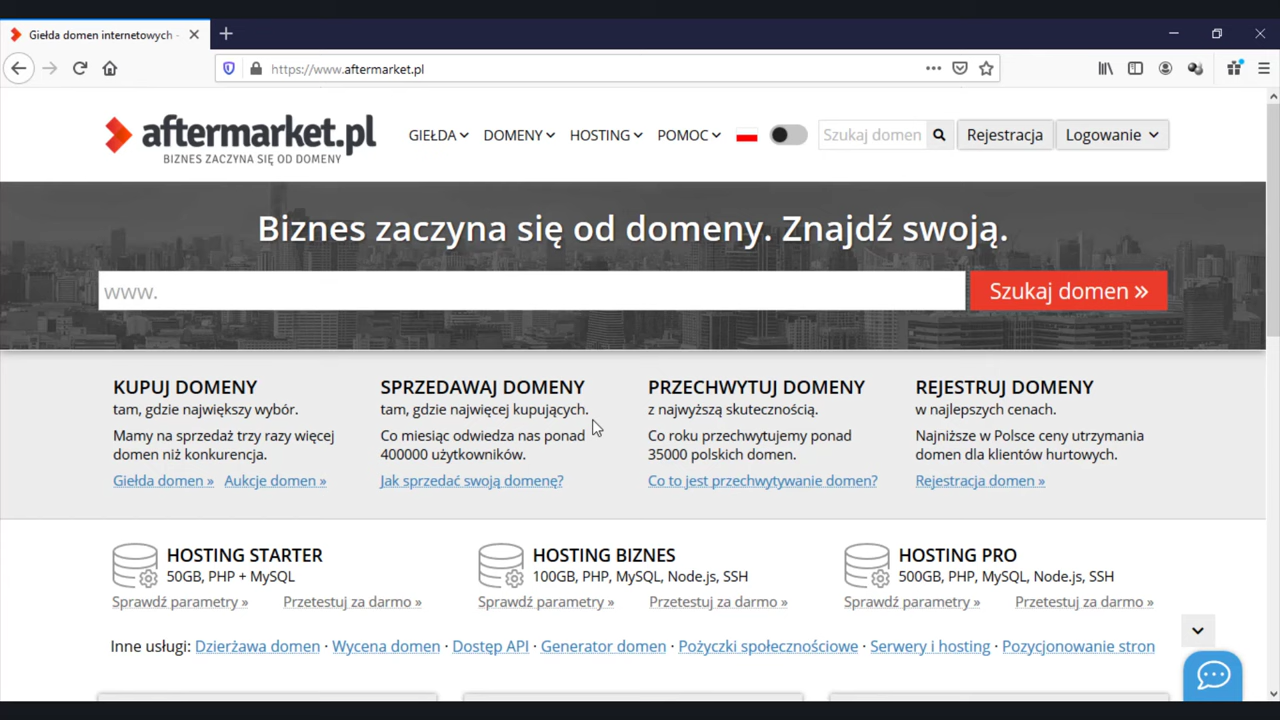 Giełda domen internetowych -
https://www.aftermarket.pl
aftermarket.pl
BIZNES ZACZYNA SIĘ OD DOMENY
GIEŁDA
DOMENY
HOSTING
POMOC
Szukaj domen
Rejestracja
Logowanie
Biznes zaczyna się od domeny. Znajdź swoją.
www.
Szukaj domen »
KUPUJ DOMENY
tam, gdzie największy wybór.
Mamy na sprzedaż trzy razy więcej
domen niż konkurencja.
Giełda domen » Aukcje domen »
SPRZEDAWAJ DOMENY
tam, gdzie najwięcej kupujących.
Co miesiąc odwiedza nas ponad
400000 użytkowników.
Jak sprzedać swoją domenę?
PRZECHWYTUJ DOMENY
z najwyższą skutecznością.
Co roku przechwytujemy ponad
35000 polskich domen.
Co to jest przechwytywanie domen?
REJESTRUJ DOMENY
w najlepszych cenach.
Najniższe w Polsce ceny utrzymania
domen dla klientów hurtowych.
Rejestracja domen »
HOSTING STARTER
50GB, PHP + MySQL
Sprawdź parametry » Przetestuj za darmo »
HOSTING BIZNES
100GB, PHP, MySQL, Node.js, SSH
Sprawdź parametry » Przetestuj za darmo »
HOSTING PRO
500GB, PHP, MySQL, Node.js, SSH
Sprawdź parametry » Przetestuj za darmo »
Inne usługi: Dzierżawa domen · Wycena domen · Dostęp API · Generator domen · Pożyczki społecznościowe · Serwery i hosting · Pozycjonowanie stron